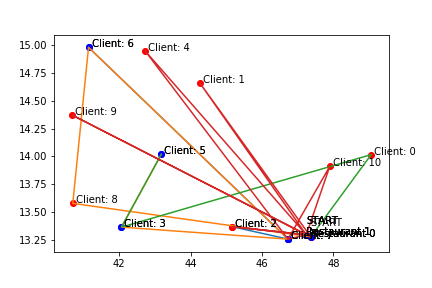 15.00
Client: 6
Client: 4
14.75
Client: 1
14.50
Client: 9
14.25
14.00
Client: 5
Client: 0
Client: 10
13.75
Client: 8
13.50
Client: 3
Client: 2
START
START
13.25
42
44
46
48